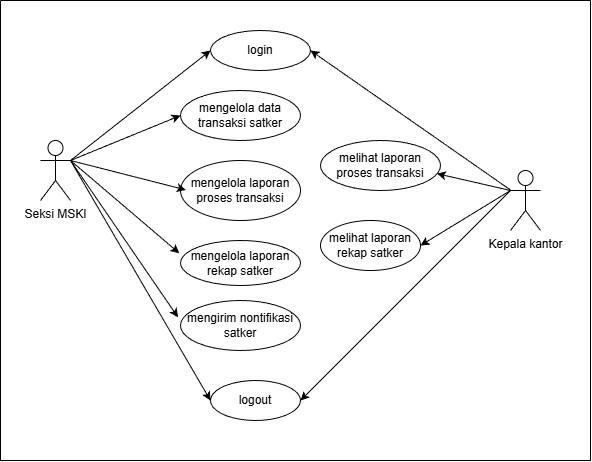 login
mengelola data
transaksi satker
melihat laporan
proses transaksi
mengelola laporan
proses transaksi
Seksi MSKI
Kepala kantor
melihat laporan
rekap satker
mengelola laporan
rekap satker
mengirim nontifikasi
satker
logout